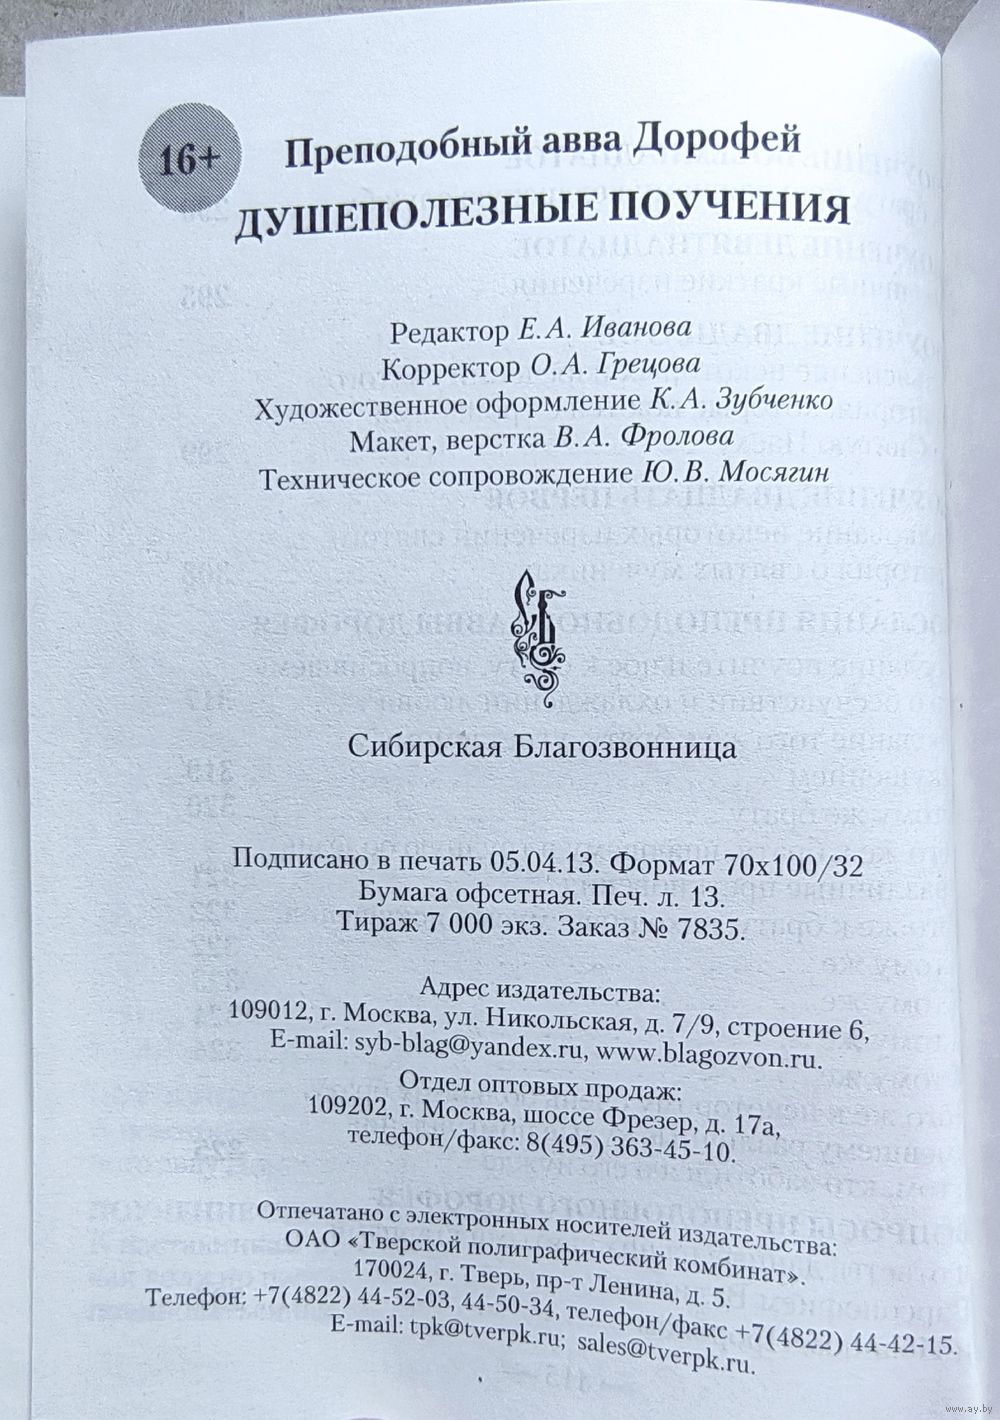 16+
Преподобный авва Дорофей
ДУШЕПОЛЕЗНЫЕ ПОУЧЕНИЯ
Редактор Е.А. Иванова
Корректор О.А. Грецова
Художественное оформление К.А. Зубченко
Макет, верстка В.А. Фролова
Техническое сопровождение Ю.В. Мосягин
Сибирская Благозвонница
Подписано в печать 05.04.13. Формат 70х100/32
Бумага офсетная. Печ. л. 13.
Тираж 7 000 экз. Заказ № 7835.
Адрес издательства:
109012, г. Москва, ул. Никольская, д. 7/9, строение 6,
E-mail: syb-blag@yandex.ru, www.blagozvon.ru.
Отдел оптовых продаж:
109202, г. Москва, шоссе Фрезер, д. 17а,
телефон/факс: 8(495) 363-45-10.
Отпечатано с электронных носителей издательства:
ОАО «Тверской полиграфический комбинат».
170024, г. Тверь, пр-т Ленина, д. 5.
Телефон: +7(4822) 44-52-03, 44-50-34, телефон/факс +7(4822) 44-42-15.
E-mail: tpk@tverpk.ru; sales@tverpk.ru.
www.ay.by